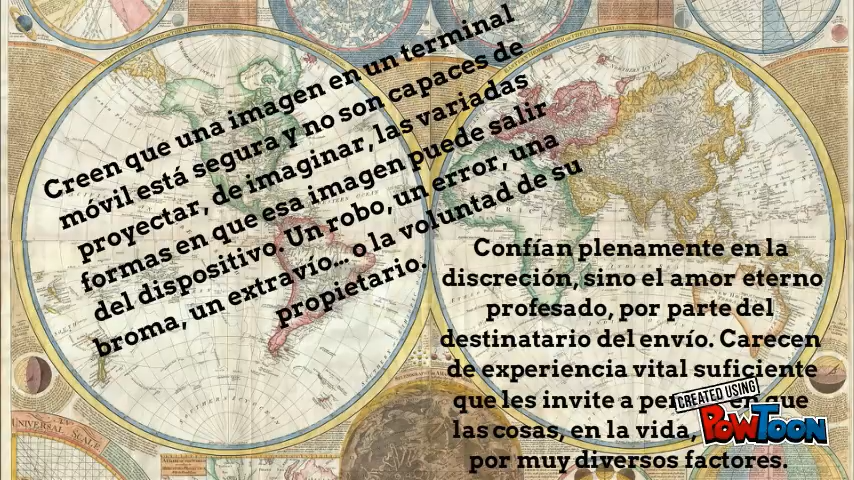 Creen que una imagen en un terminal
móvil está segura y no son capaces de
proyectar, de imaginar, las variadas
formas en que esa imagen puede salir
del dispositivo. Un robo, un error, una
broma, un extravío... o la voluntad de su
propietario.
Confían plenamente en la
discreción, sino el amor eterno
profesado, por parte del
destinatario del envío. Carecen
de experiencia vital suficiente
que les invite a en que
las cosas, en la vida,
por muy diversos factores.
CREATED USING
POWTOON
UNIVERSAL SCALE